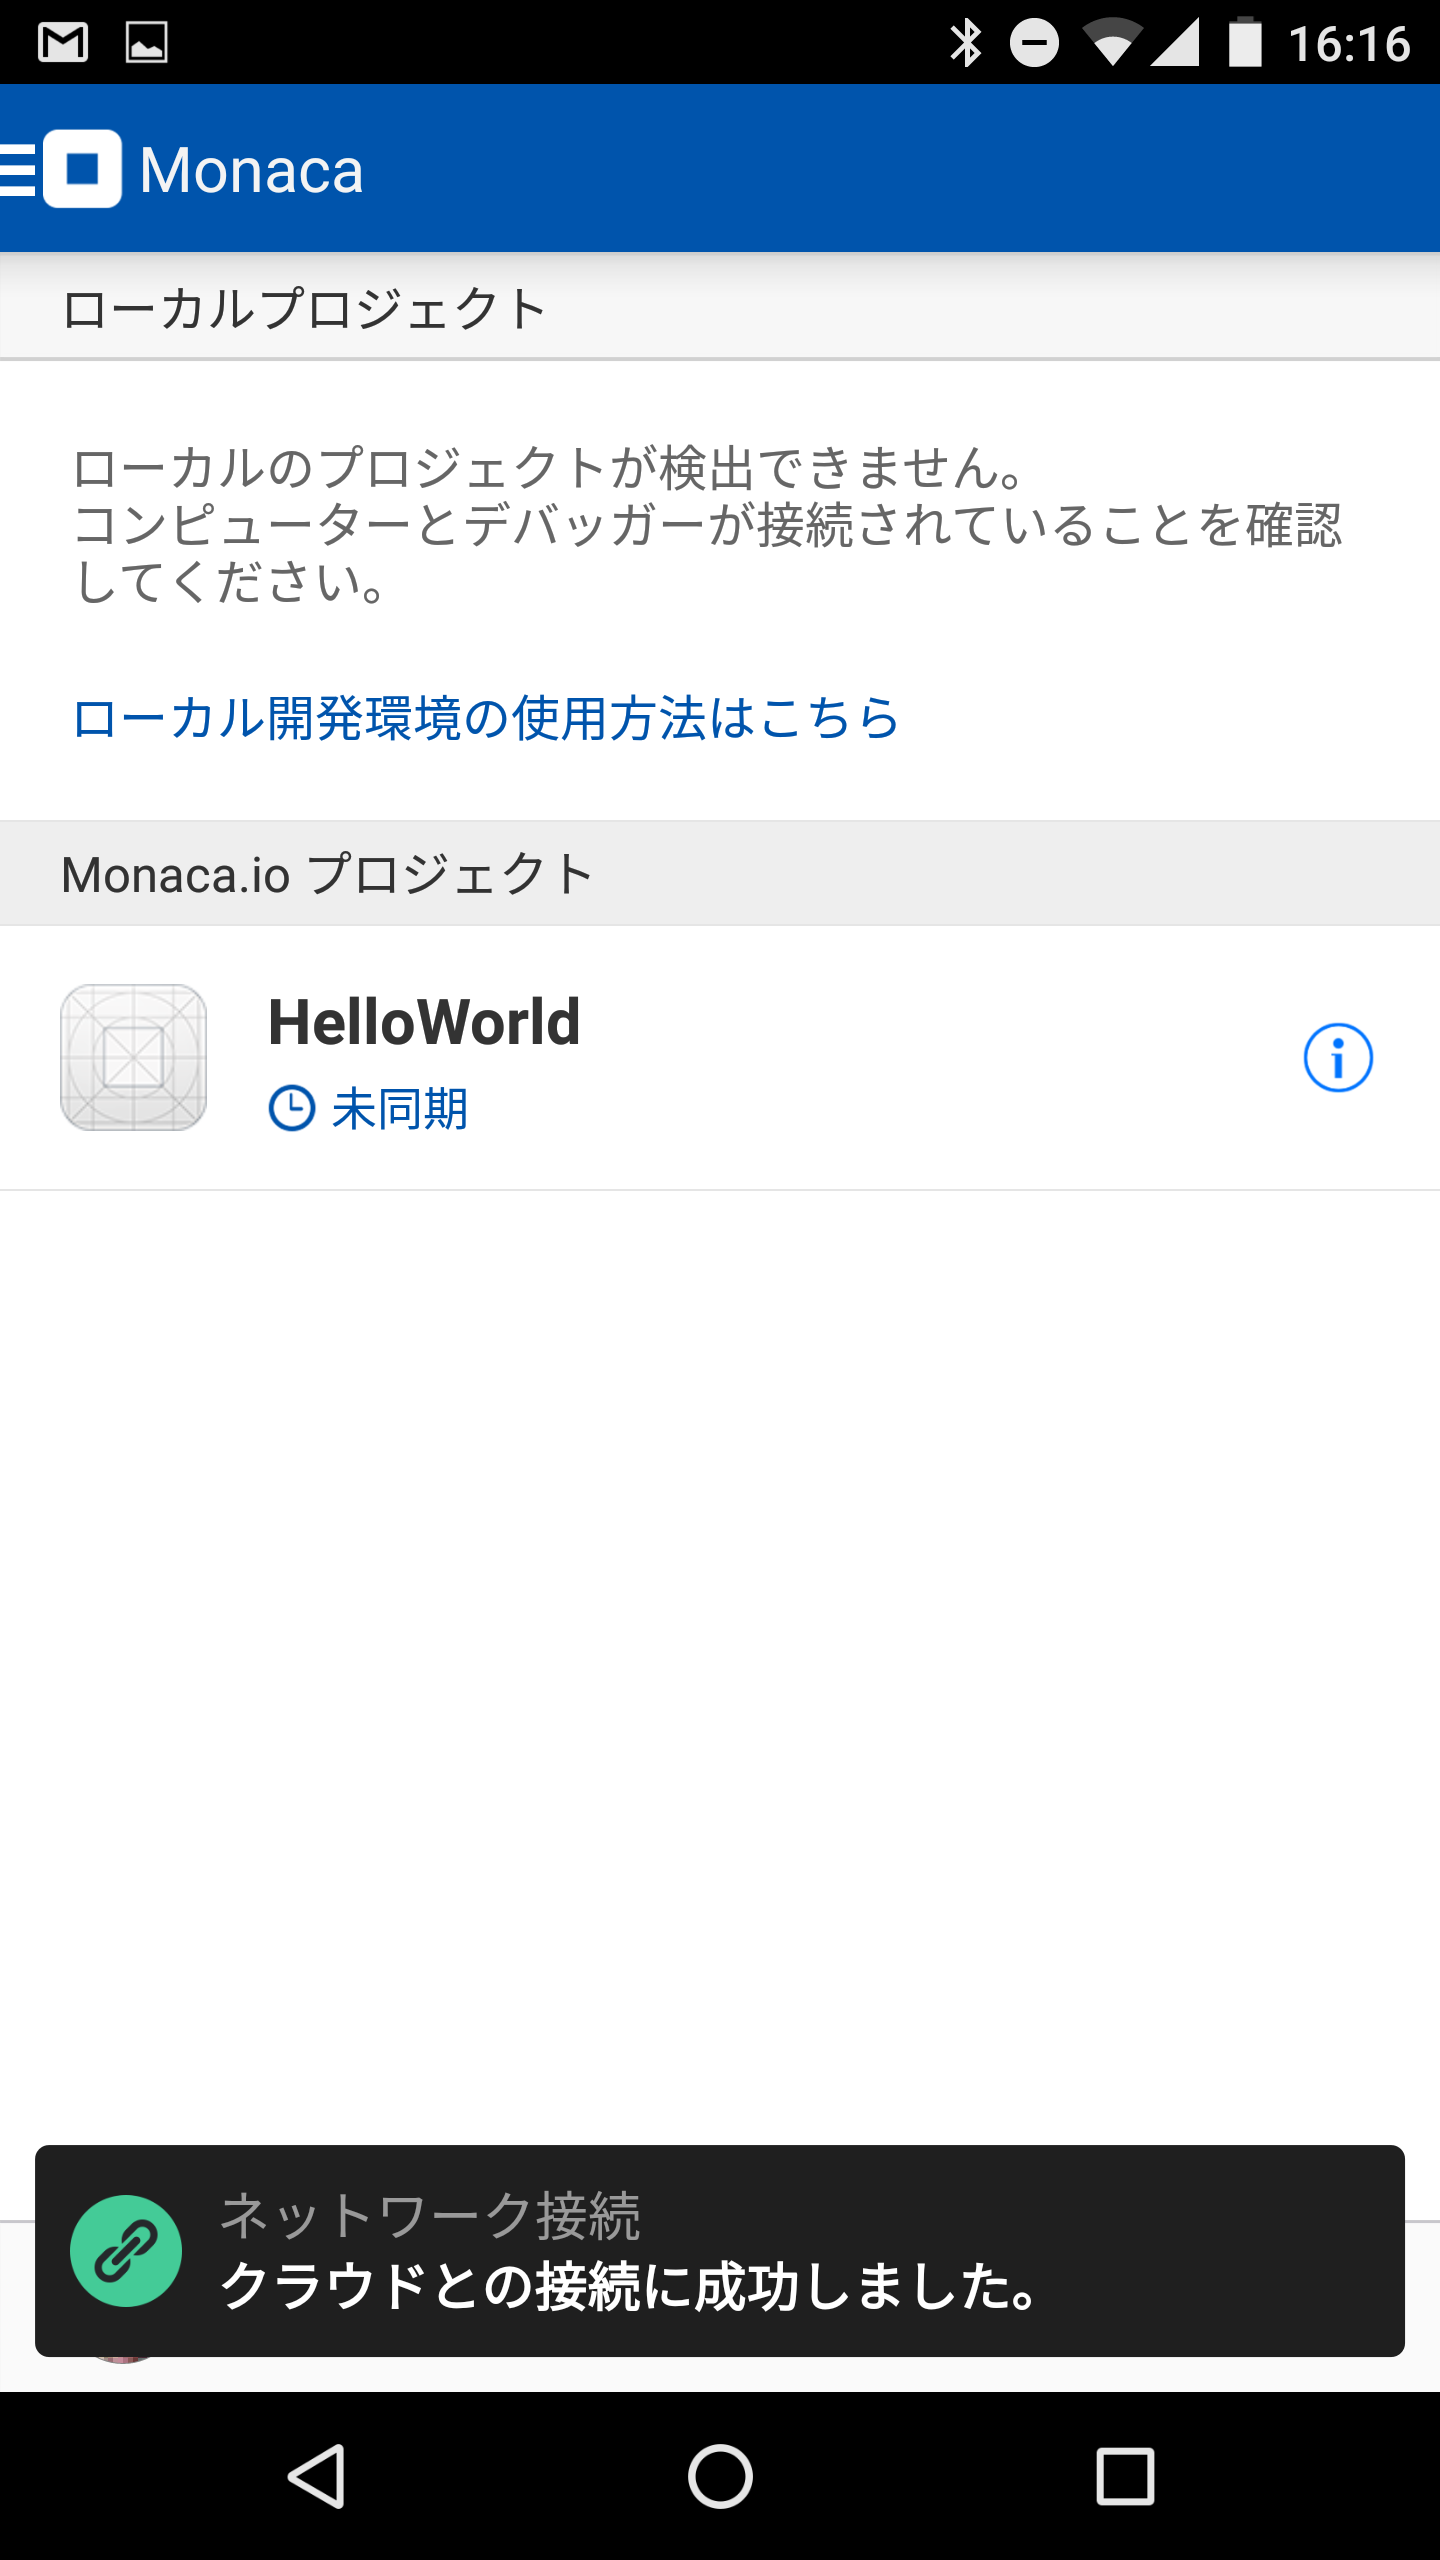 16:16
Monaca
ローカルプロジェクト
ローカルのプロジェクトが検出できません。
コンピューターとデバッガーが接続されていることを確認
してください。
ローカル開発環境の使用方法はこちら
Monaca.io プロジェクト
HelloWorld
未同期
ネットワーク接続
クラウドとの接続に成功しました。